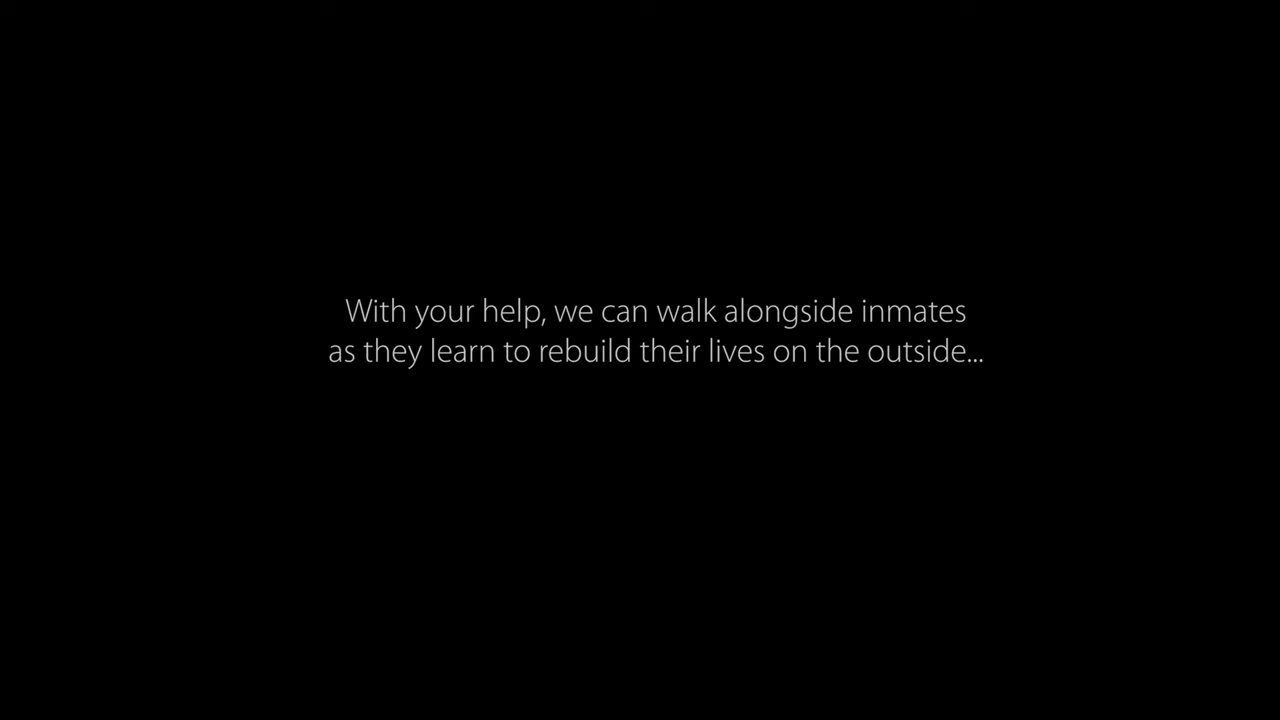 With your help, we can walk alongside inmates
as they learn to rebuild their lives on the outside...